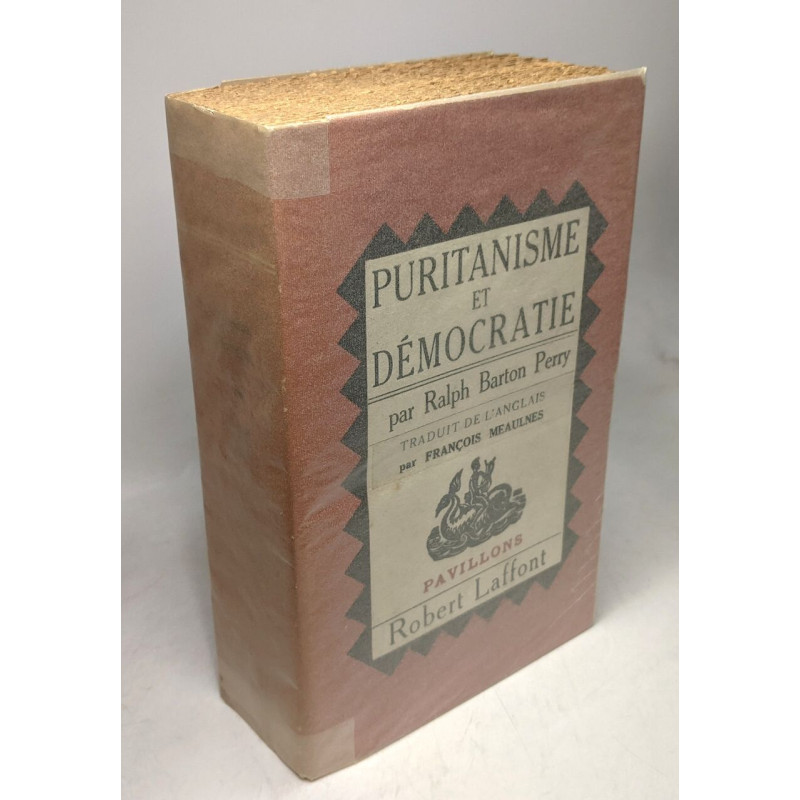 PURITANISME
ET
DÉMOCRATIE
par Ralph Barton Perry
TRADUIT DE L'ANGLAIS
par FRANÇOIS MEAULNES
PAVILLONS
Robert Laffont